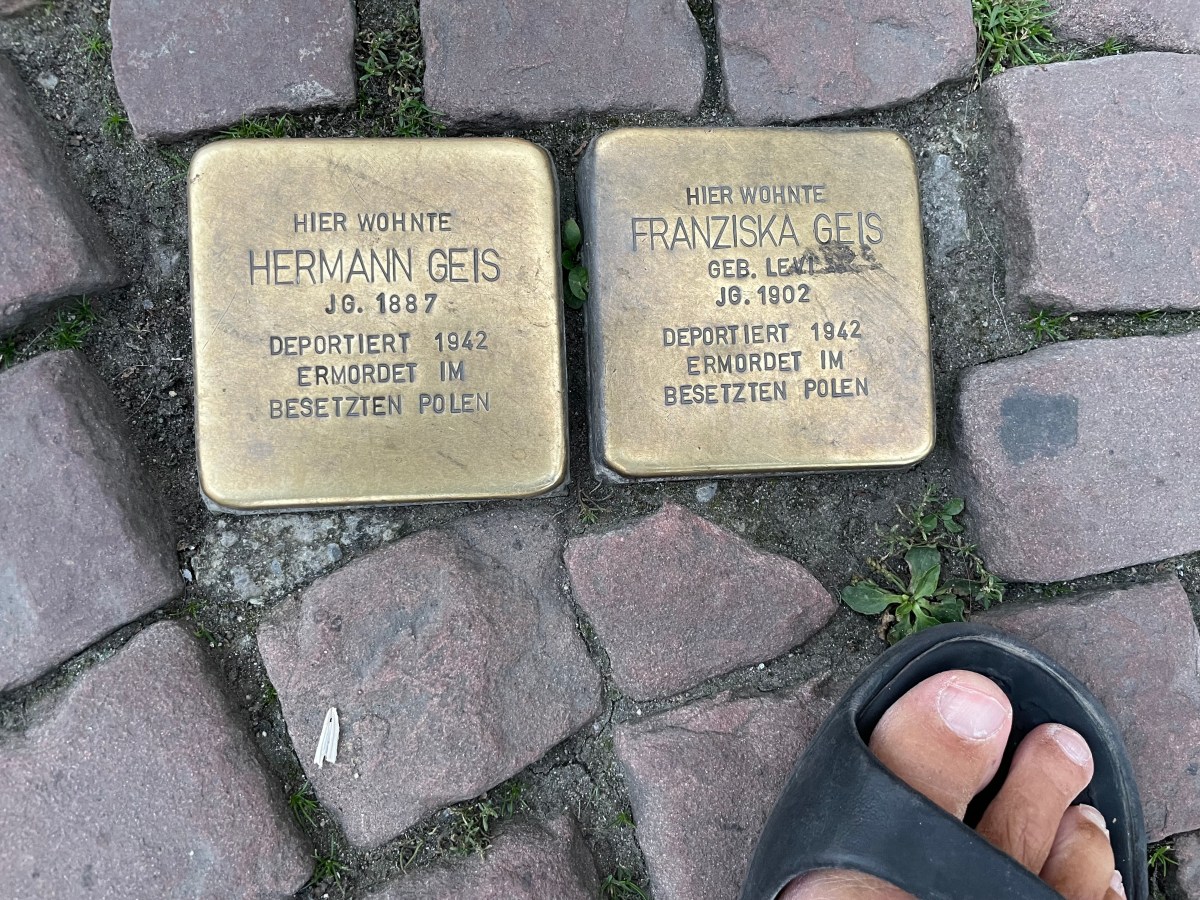 HIER WOHNTE
HERMANN GEIS
JG. 1887
DEPORTIERT 1942
ERMORDET IM
BESETZTEN POLEN
HIER WOHNTE
FRANZISKA GEIS
GEB. LEVI
JG. 1902
DEPORTIERT 1942
ERMORDET IM
BESETZTEN POLEN